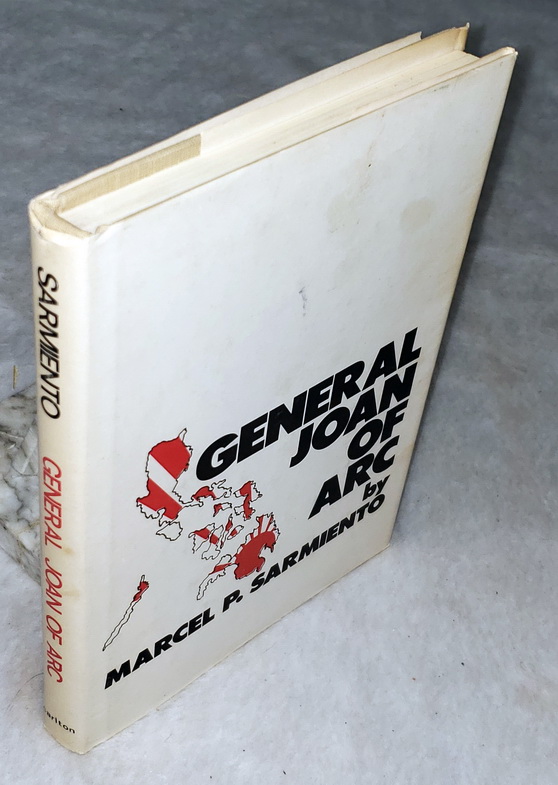 SARMIENTO
GENERAL JOAN OF ARC
GENERAL
JOAN
OF
ARC
by
MARCEL P. SARMIENTO